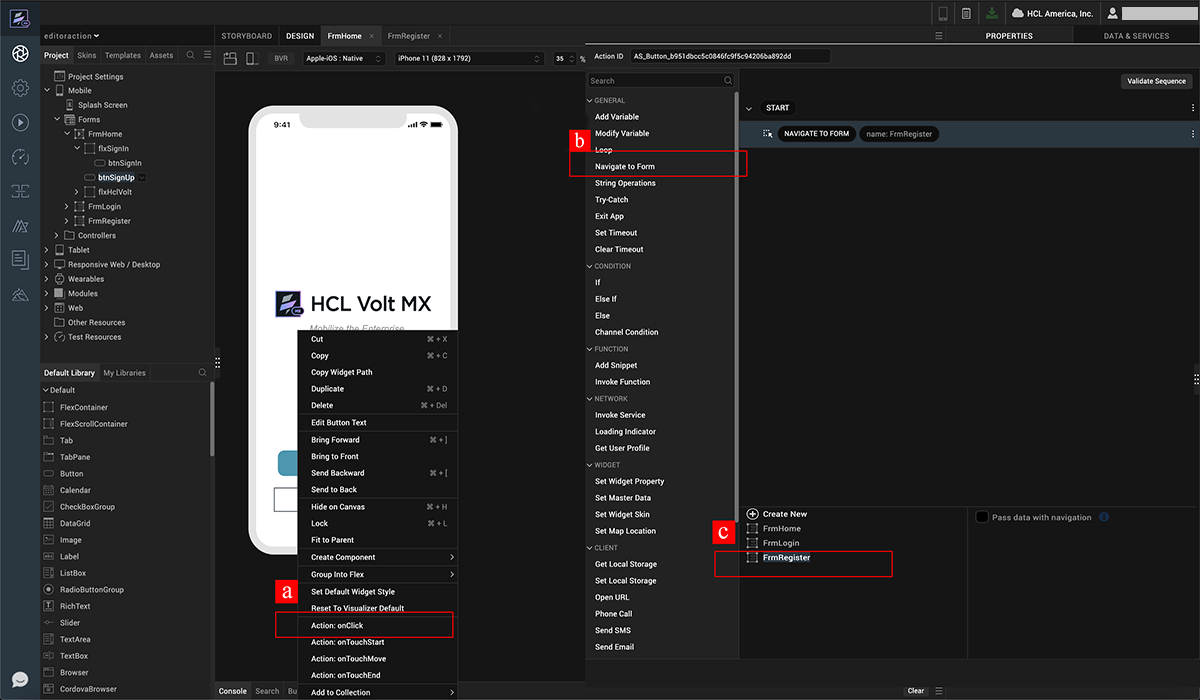 HCL America, Inc.
editoraction
STORYBOARD
DESIGN
FrmHome ×
FrmRegister ×
PROPERTIES
DATA & SERVICES
Project
Skins
Templates
Assets
BVR
Apple-iOS : Native
iPhone 11 (828 x 1792)
35 %
Action ID
AS_Button_b951dbcc5c0846fc9f5c94206ba892dd
Project Settings
Mobile
Splash Screen
Forms
FrmHome
flxSignIn
btnSignIn
btnSignUp
flxHclVolt
FrmLogin
FrmRegister
Controllers
Tablet
Responsive Web / Desktop
Wearables
Modules
Web
Other Resources
Test Resources
Default Library
My Libraries
Default
FlexContainer
FlexScrollContainer
Tab
TabPane
Button
Calendar
CheckBoxGroup
DataGrid
Image
Label
ListBox
RadioButtonGroup
RichText
Slider
TextArea
TextBox
Browser
CordovaBrowser
9:41
HCL Volt MX
Mobilize the Enterprise
Cut ⌘ + X
Copy ⌘ + C
Copy Widget Path
Duplicate ⌘ + D
Delete ⌘ + Del
Edit Button Text
Bring Forward ⌘ + ]
Bring to Front
Send Backward ⌘ + [
Send to Back
Hide on Canvas ⌘ + H
Lock ⌘ + L
Fit to Parent
Create Component
Group Into Flex
a
Set Default Widget Style
Reset To Visualizer Default
Action: onClick
Action: onTouchStart
Action: onTouchMove
Action: onTouchEnd
Add to Collection
Console
Search
Bu
Search
GENERAL
Add Variable
Modify Variable
b
Loop
Navigate to Form
String Operations
Try-Catch
Exit App
Set Timeout
Clear Timeout
CONDITION
If
Else If
Else
Channel Condition
FUNCTION
Add Snippet
Invoke Function
NETWORK
Invoke Service
Loading Indicator
Get User Profile
WIDGET
Set Widget Property
Set Master Data
Set Widget Skin
Set Map Location
CLIENT
Get Local Storage
Set Local Storage
Open URL
Phone Call
Send SMS
Send Email
Validate Sequence
START
NAVIGATE TO FORM
name: FrmRegister
Create New
FrmHome
c
FrmLogin
FrmRegister
Pass data with navigation
Clear